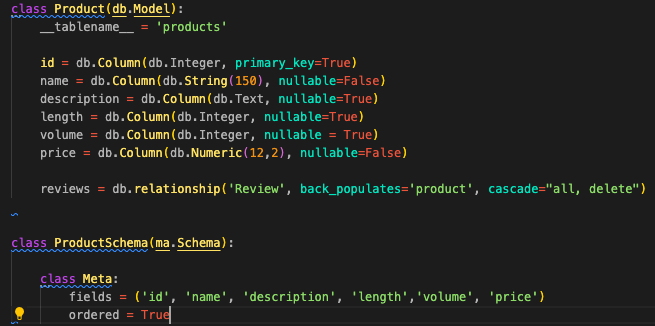 class Product(db.Model):
    __tablename__ = 'products'

    id = db.Column(db.Integer, primary_key=True)
    name = db.Column(db.String(150), nullable=False)
    description = db.Column(db.Text, nullable=True)
    length = db.Column(db.Integer, nullable=True)
    volume = db.Column(db.Integer, nullable = True)
    price = db.Column(db.Numeric(12,2), nullable=False)

    reviews = db.relationship('Review', back_populates='product', cascade="all, delete")

class ProductSchema(ma.Schema):

    class Meta:
        fields = ('id', 'name', 'description', 'length','volume', 'price')
        ordered = True